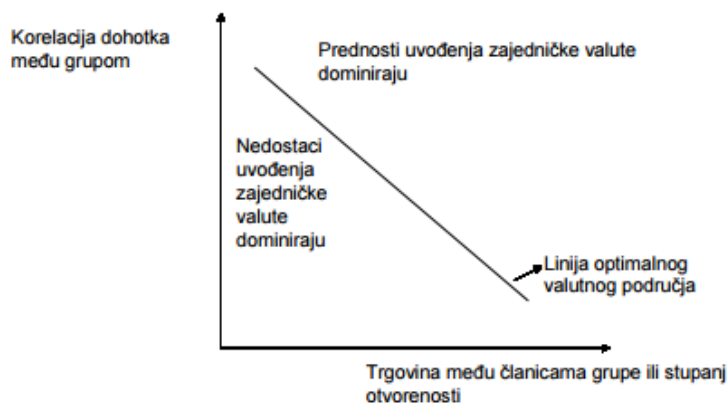 Korelacija dohotka
među grupom
Prednosti uvođenja zajedničke valute
dominiraju
Nedostaci
uvođenja
zajedničke
valute
dominiraju
Linija optimalnog
valutnog područja
Trgovina među članicama grupe ili stupanj
otvorenosti